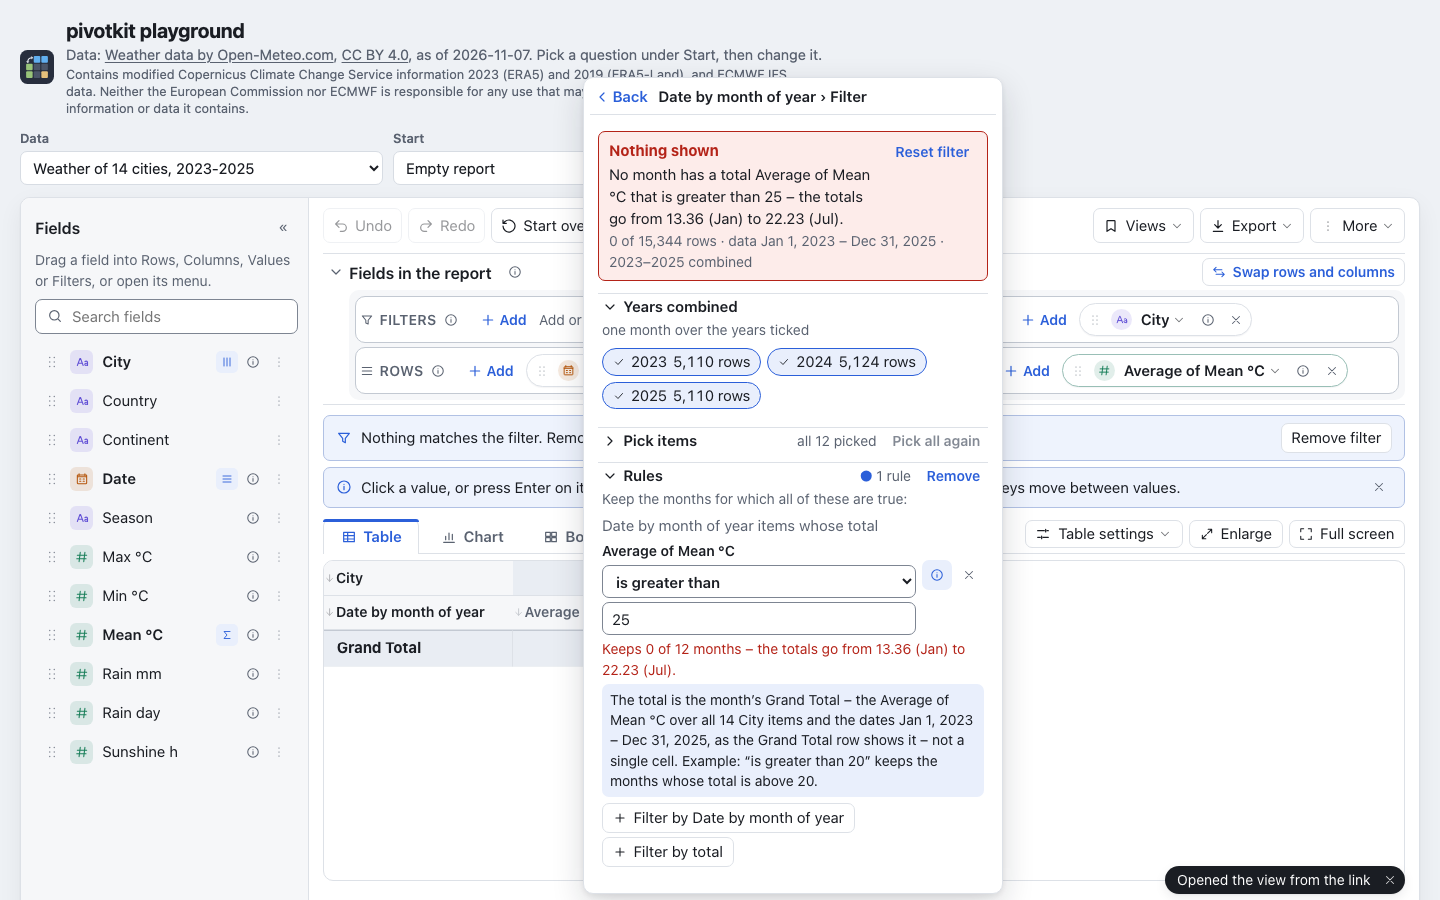 pivotkit playground
Data: Weather data by Open-Meteo.com, CC BY 4.0, as of 2026-11-07. Pick a question under Start, then change it.
Contains modified Copernicus Climate Change Service information 2023 (ERA5) and 2019 (ERA5-Land), and ECMWF IFS
data. Neither the European Commission nor ECMWF is responsible for any use that may
information or data it contains.
Data
Start
Weather of 14 cities, 2023-2025
Empty report
Fields
«
Drag a field into Rows, Columns, Values
or Filters, or open its menu.
Search fields
Aa City
Aa Country
Aa Continent
Date
Aa Season
# Max °C
# Min °C
# Mean °C Σ
# Rain mm
# Rain day
# Sunshine h
Undo
Redo
Start ove
Views
Export
More
Fields in the report
Swap rows and columns
FILTERS
+ Add
Add or
+ Add
Aa City
ROWS
+ Add
+ Add
# Average of Mean °C
Nothing matches the filter. Remo
Remove filter
Click a value, or press Enter on it
eys move between values.
Table
Chart
Bo
Table settings
Enlarge
Full screen
↓ City
↓ Date by month of year
↓ Average
Grand Total
Back
Date by month of year › Filter
Nothing shown
Reset filter
No month has a total Average of Mean
°C that is greater than 25 – the totals
go from 13.36 (Jan) to 22.23 (Jul).
0 of 15,344 rows · data Jan 1, 2023 – Dec 31, 2025 ·
2023–2025 combined
Years combined
one month over the years ticked
2023 5,110 rows
2024 5,124 rows
2025 5,110 rows
Pick items
all 12 picked
Pick all again
Rules
1 rule
Remove
Keep the months for which all of these are true:
Date by month of year items whose total
Average of Mean °C
is greater than
25
Keeps 0 of 12 months – the totals go from 13.36 (Jan) to
22.23 (Jul).
The total is the month's Grand Total – the Average of
Mean °C over all 14 City items and the dates Jan 1, 2023
– Dec 31, 2025, as the Grand Total row shows it – not a
single cell. Example: “is greater than 20” keeps the
months whose total is above 20.
+ Filter by Date by month of year
+ Filter by total
Opened the view from the link